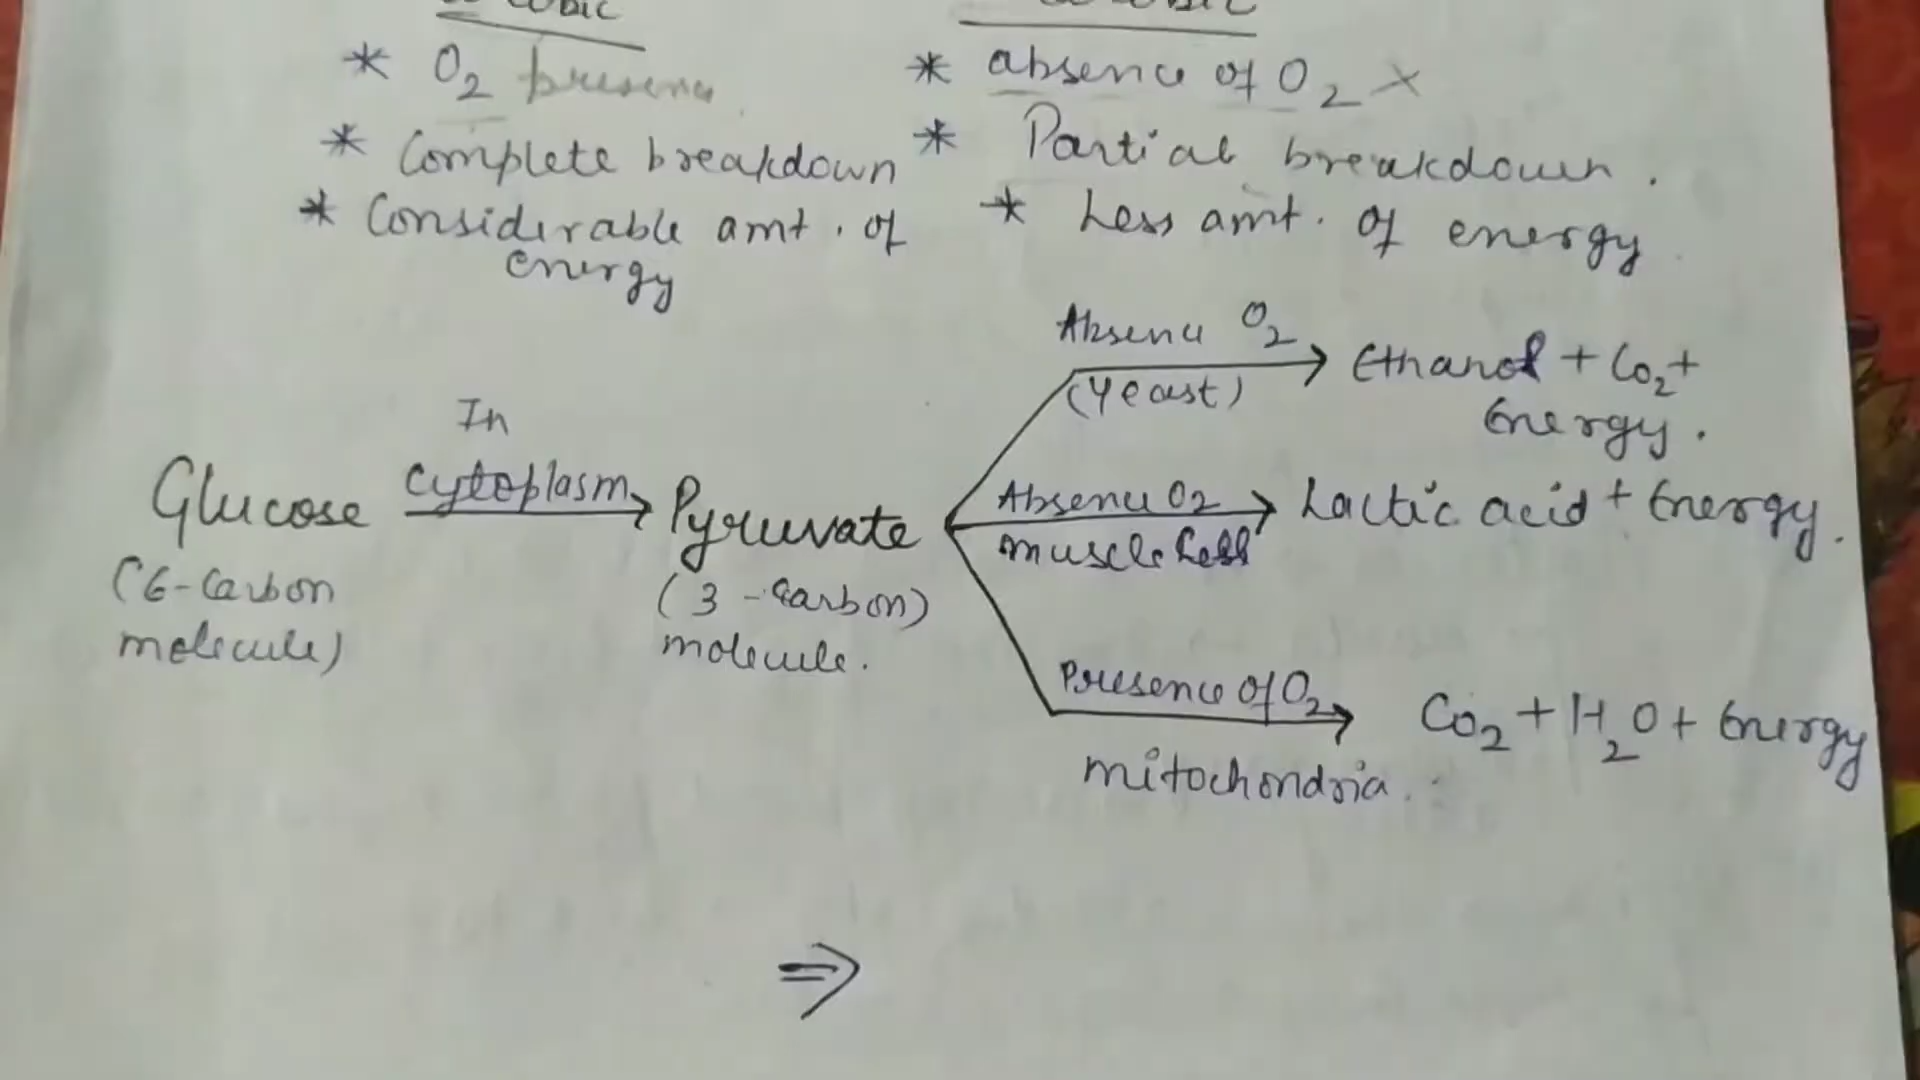 * O2 presence
* Complete breakdown
* Considerable amt. of
energy
* absence of O2 ×
* Partial breakdown.
* Less amt. of energy
Glucose
(6-Carbon
molecule)
In
Cytoplasm
Pyruvate
(3-Carbon)
molecule.
Absence O2
(Yeast)
Ethanol + CO2 +
Energy.
Absence O2
muscle Cell
Lactic acid + Energy.
Presence of O2
mitochondria.
CO2 + H2O + Energy
⇒